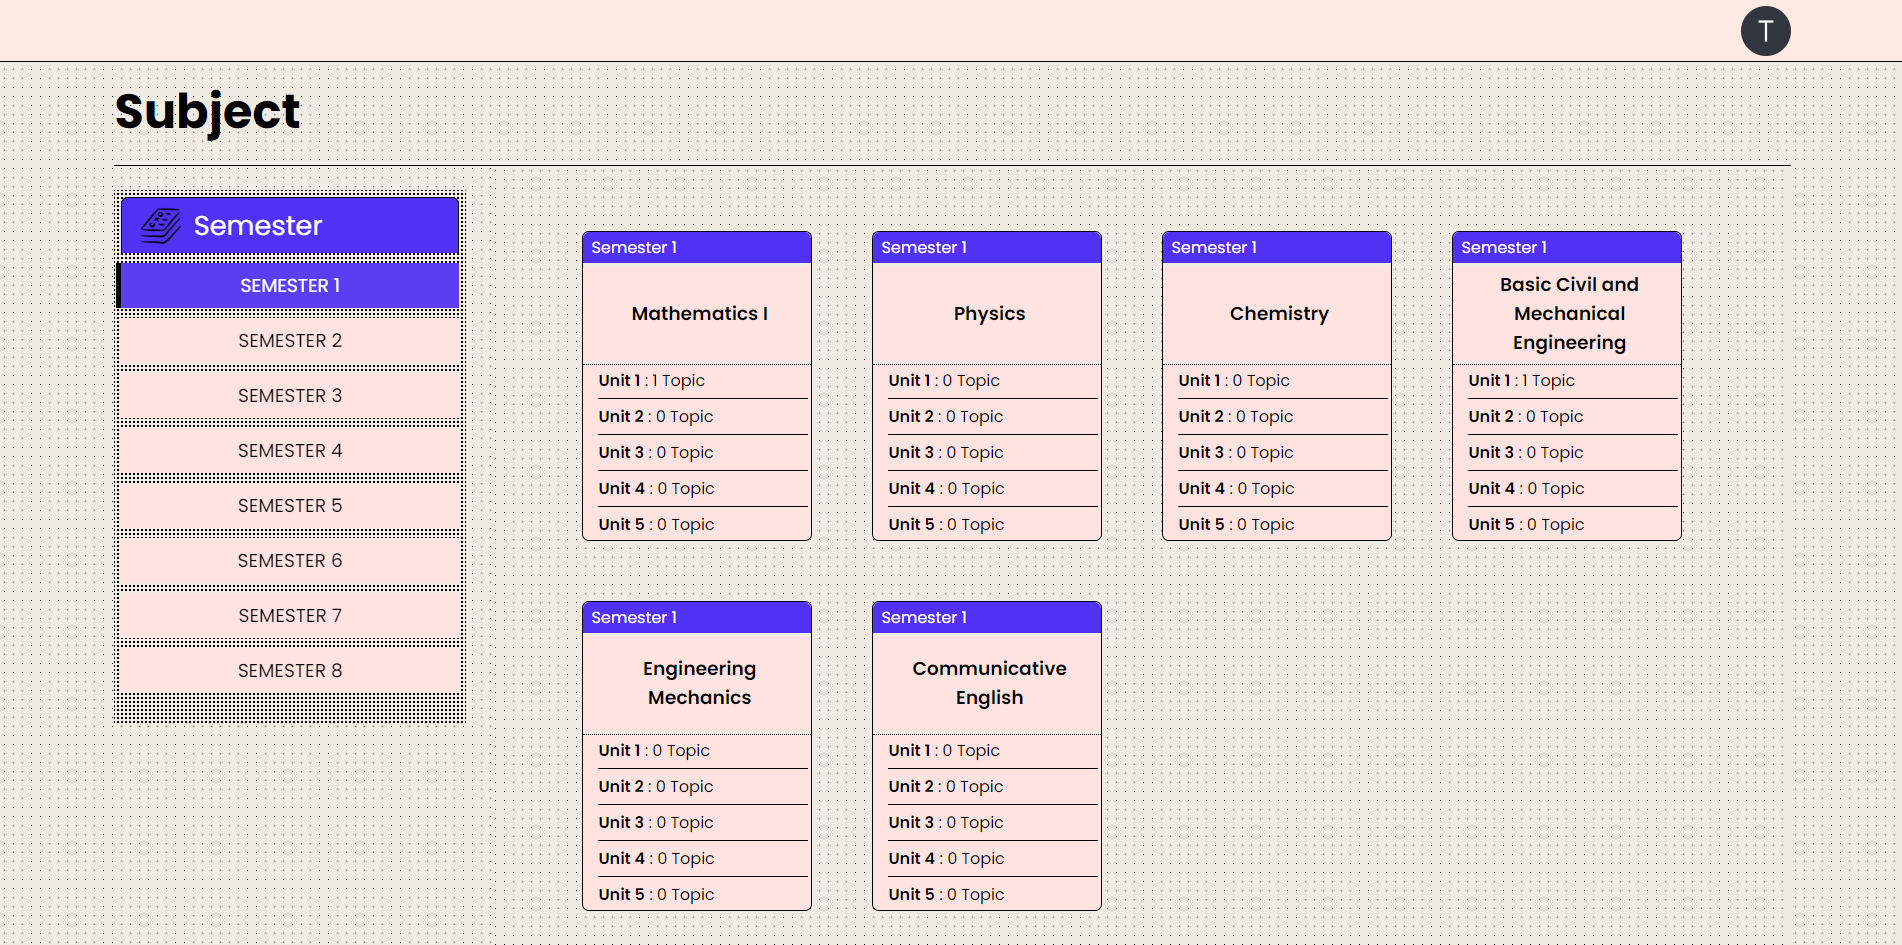 T
Subject
Semester
SEMESTER 1
SEMESTER 2
SEMESTER 3
SEMESTER 4
SEMESTER 5
SEMESTER 6
SEMESTER 7
SEMESTER 8
Semester 1
Mathematics I
Unit 1 : 1 Topic
Unit 2 : 0 Topic
Unit 3 : 0 Topic
Unit 4 : 0 Topic
Unit 5 : 0 Topic
Semester 1
Physics
Unit 1 : 0 Topic
Unit 2 : 0 Topic
Unit 3 : 0 Topic
Unit 4 : 0 Topic
Unit 5 : 0 Topic
Semester 1
Chemistry
Unit 1 : 0 Topic
Unit 2 : 0 Topic
Unit 3 : 0 Topic
Unit 4 : 0 Topic
Unit 5 : 0 Topic
Semester 1
Basic Civil and
Mechanical
Engineering
Unit 1 : 1 Topic
Unit 2 : 0 Topic
Unit 3 : 0 Topic
Unit 4 : 0 Topic
Unit 5 : 0 Topic
Semester 1
Engineering
Mechanics
Unit 1 : 0 Topic
Unit 2 : 0 Topic
Unit 3 : 0 Topic
Unit 4 : 0 Topic
Unit 5 : 0 Topic
Semester 1
Communicative
English
Unit 1 : 0 Topic
Unit 2 : 0 Topic
Unit 3 : 0 Topic
Unit 4 : 0 Topic
Unit 5 : 0 Topic